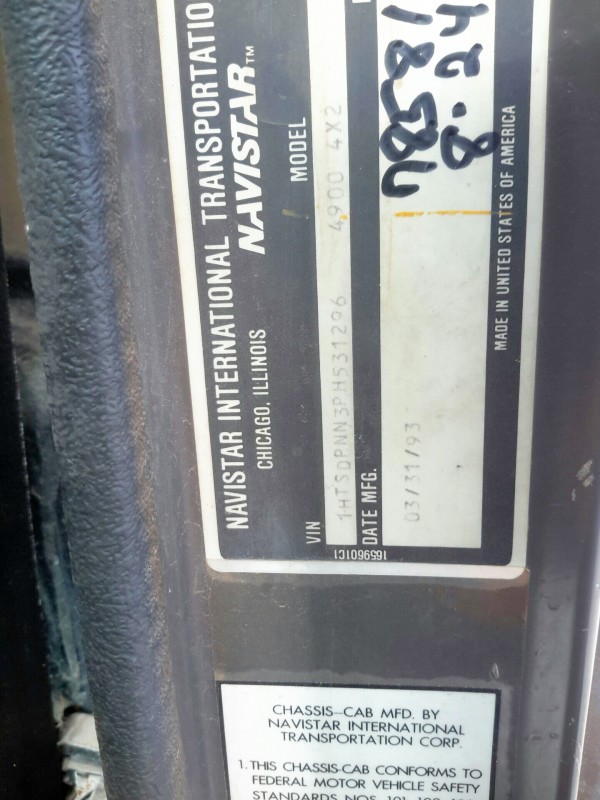 NAVISTAR INTERNATIONAL TRANSPORTATIO
CHICAGO, ILLINOIS
NAVISTAR™
VIN
MODEL
1HTSDPNN3PH531296
4900 4X2
DATE MFG.
03/31/93
1659601C1
MADE IN UNITED STATES OF AMERICA
CHASSIS–CAB MFD. BY
NAVISTAR INTERNATIONAL
TRANSPORTATION CORP.
1. THIS CHASSIS-CAB CONFORMS TO
FEDERAL MOTOR VEHICLE SAFETY
STANDARDS NOS.